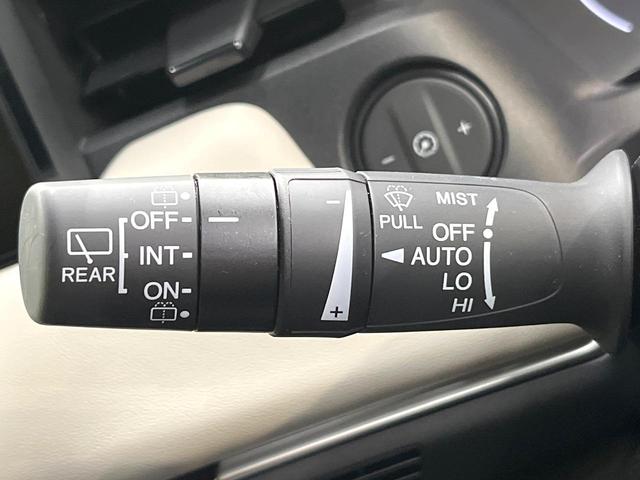 REAR
OFF
INT
ON
-
+
PULL
MIST
OFF
AUTO
LO
HI
- +